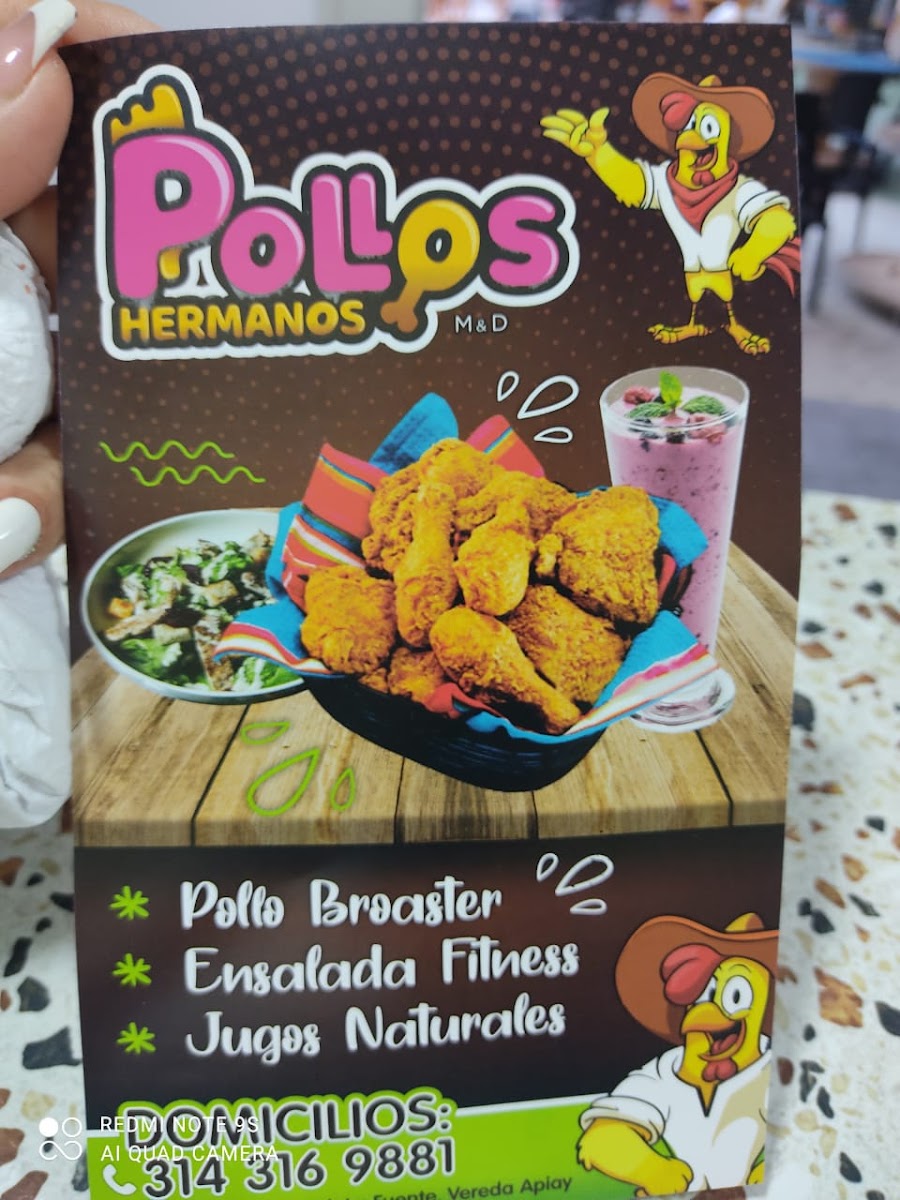 Pollos
HERMANOS
M&D
* Pollo Broaster
* Ensalada Fitness
* Jugos Naturales
DOMICILIOS:
314 316 9881
Fuente, Vereda Apiay
REDMI NOTE 9S
AI QUAD CAMERA